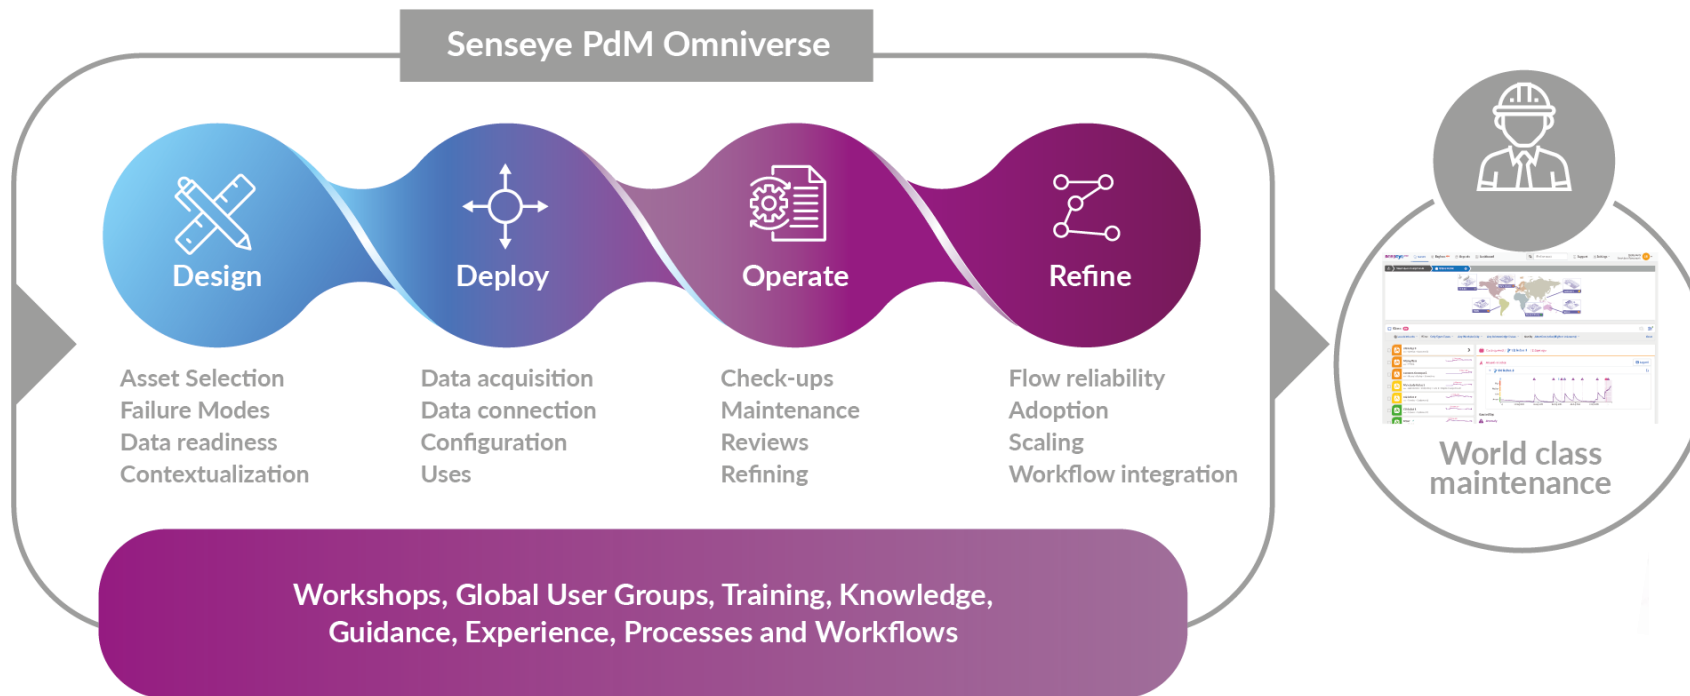 Senseye PdM Omniverse
Design
Deploy
Operate
Refine
Asset Selection
Failure Modes
Data readiness
Contextualization
Data acquisition
Data connection
Configuration
Uses
Check-ups
Maintenance
Reviews
Refining
Flow reliability
Adoption
Scaling
Workflow integration
Workshops, Global User Groups, Training, Knowledge,
Guidance, Experience, Processes and Workflows
World class
maintenance